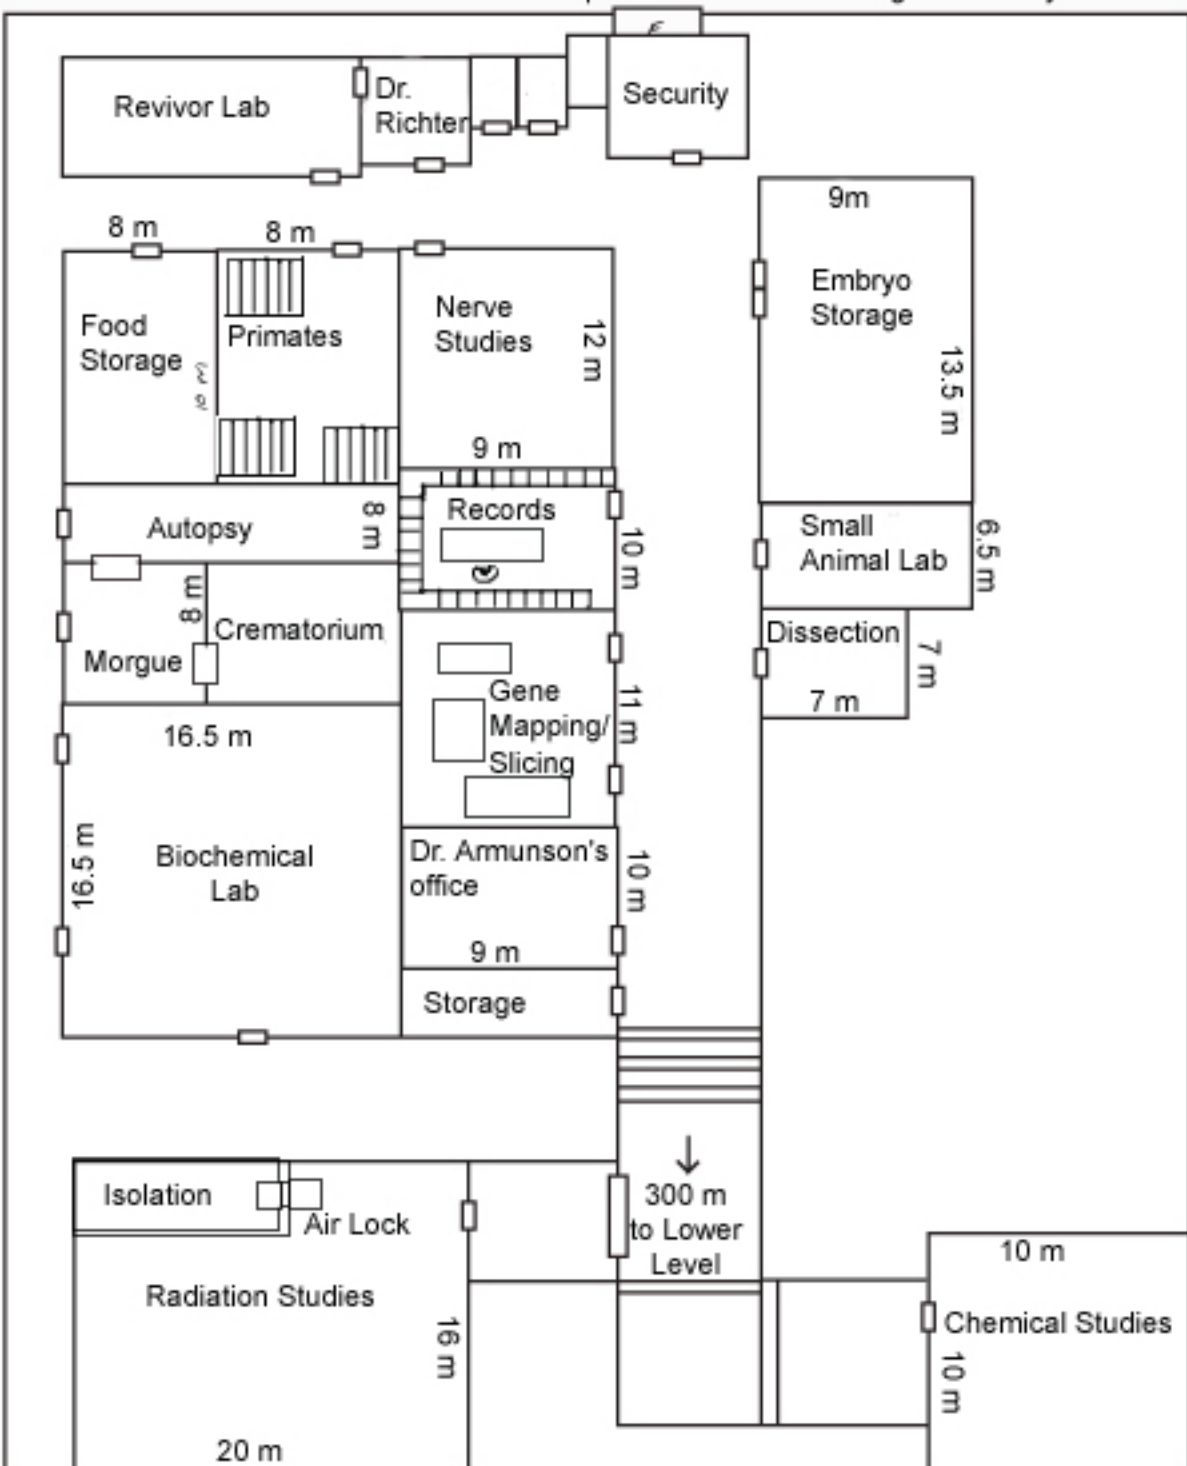 Security
Revivor Lab
Dr.
Richter
8 m
8 m
9m
Embryo
Storage
13.5 m
Food
Storage
Primates
Nerve
Studies
12 m
9 m
Autopsy
8 m
Records
10 m
Small
Animal Lab
6.5 m
Morgue
8 m
Crematorium
Dissection
7 m
7 m
Gene
Mapping/
Slicing
11 m
16.5 m
16.5 m
Biochemical
Lab
Dr. Armunson's
office
10 m
9 m
Storage
Isolation
Air Lock
300 m
to Lower
Level
Radiation Studies
16 m
20 m
10 m
Chemical Studies
10 m